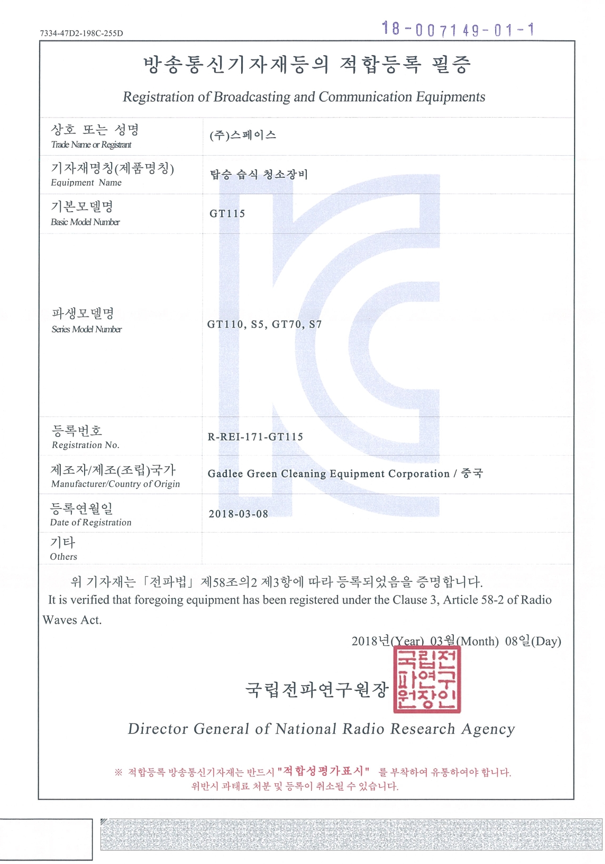 7334-47D2-198C-255D
18-007149-01-1
방송통신기자재등의 적합등록 필증
Registration of Broadcasting and Communication Equipments
상호 또는 성명
Trade Name or Registrant
(주)스페이스
기자재명칭(제품명칭)
Equipment Name
탑승 습식 청소장비
기본모델명
Basic Model Number
GT115
파생모델명
Series Model Number
GT110, S5, GT70, S7
등록번호
Registration No.
R-REI-171-GT115
제조자/제조(조립)국가
Manufacturer/Country of Origin
Gadlee Green Cleaning Equipment Corporation / 중국
등록연월일
Date of Registration
2018-03-08
기타
Others
위 기자재는「전파법」제58조의2 제3항에 따라 등록되었음을 증명합니다.
It is verified that foregoing equipment has been registered under the Clause 3, Article 58-2 of Radio
Waves Act.
2018년(Year) 03월(Month) 08일(Day)
국립전파연구원장
국립전
파연구
원장인
Director General of National Radio Research Agency
※ 적합등록 방송통신기자재는 반드시 "적합성평가표시" 를 부착하여 유통하여야 합니다.
위반시 과태료 처분 및 등록이 취소될 수 있습니다.